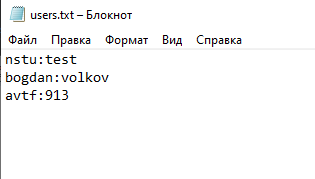 users.txt – Блокнот
Файл Правка Формат Вид Справка
nstu:test
bogdan:volkov
avtf:913